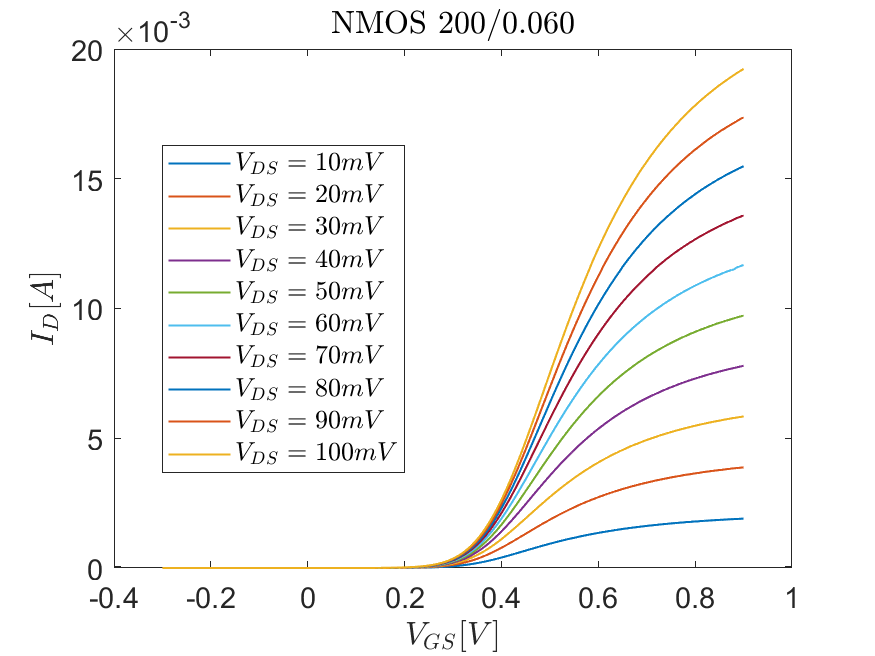 NMOS 200/0.060
×10⁻³
20
15
10
5
0
I_D[A]
V_DS = 10mV
V_DS = 20mV
V_DS = 30mV
V_DS = 40mV
V_DS = 50mV
V_DS = 60mV
V_DS = 70mV
V_DS = 80mV
V_DS = 90mV
V_DS = 100mV
-0.4 -0.2 0 0.2 0.4 0.6 0.8 1
V_GS[V]